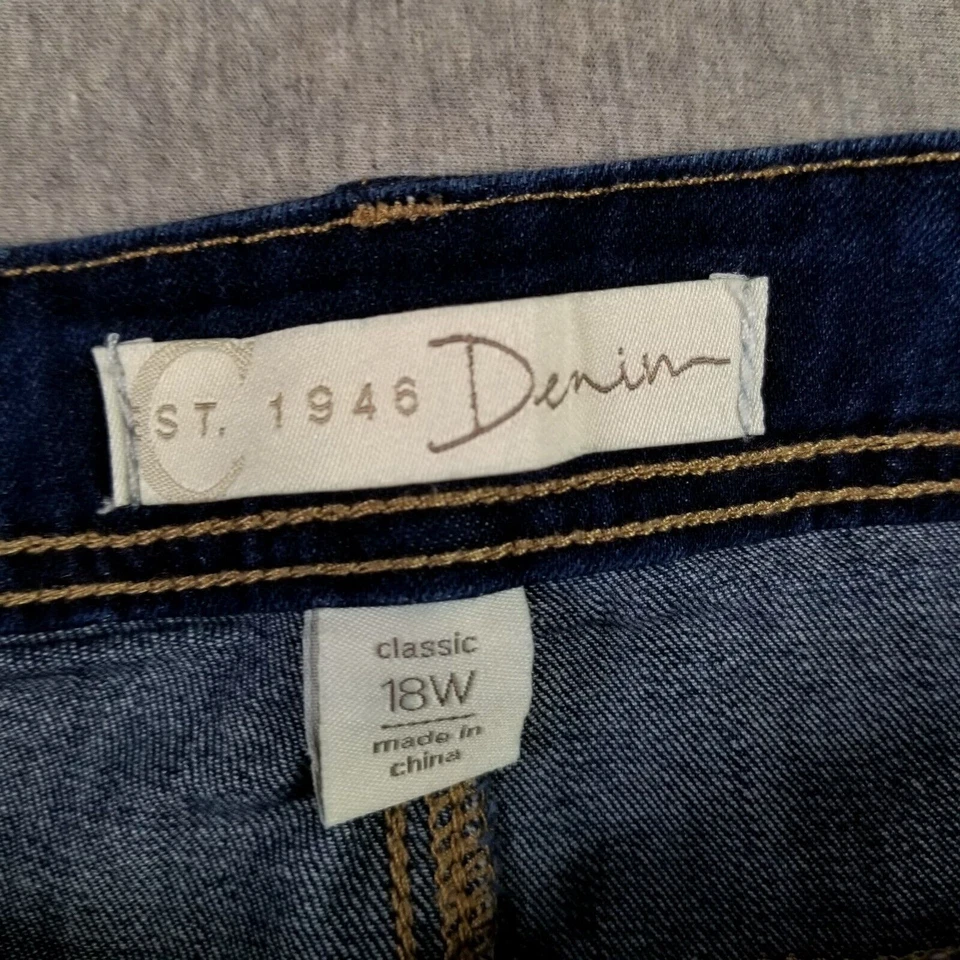 C ST. 1946 Denim
classic
18W
made in
china